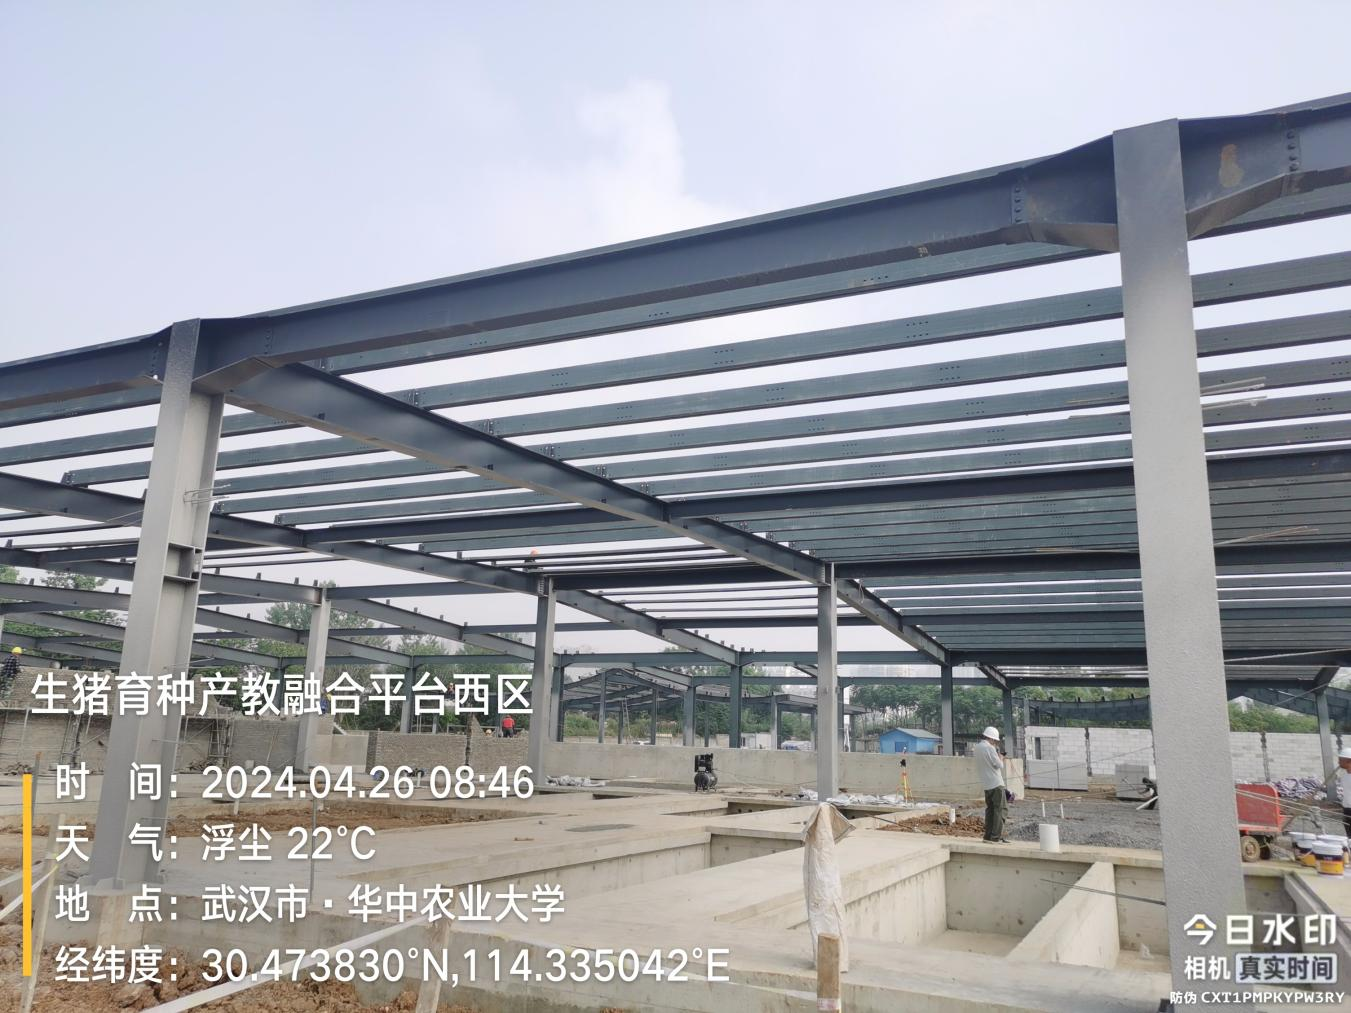 生猪育种产教融合平台西区
时 间：2024.04.26 08:46
天 气：浮尘 22°C
地 点：武汉市·华中农业大学
经纬度：30.473830°N,114.335042°E
今日水印
相机 真实时间
防伪 CXT1PMPKYPW3RY